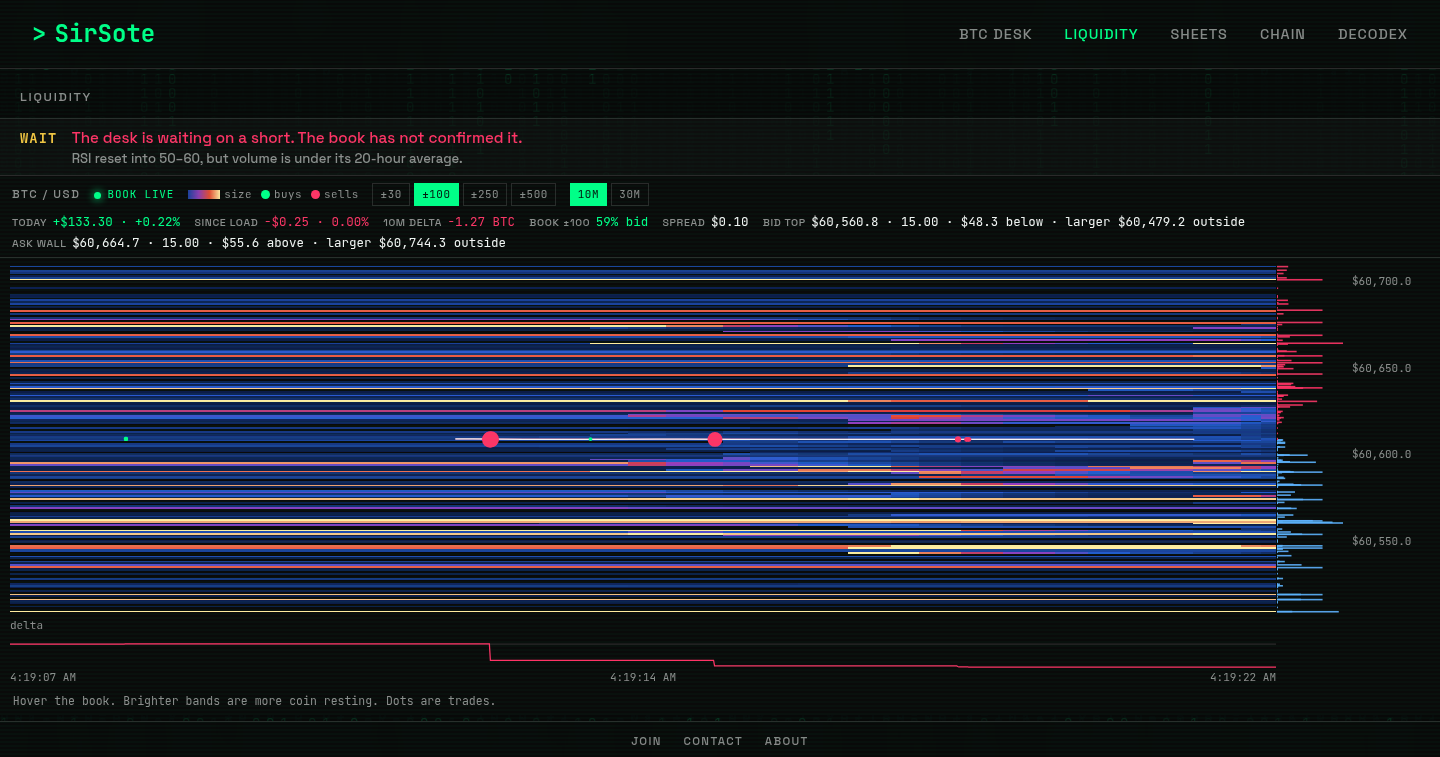 > SirSote
BTC DESK LIQUIDITY SHEETS CHAIN DECODEX
LIQUIDITY
WAIT The desk is waiting on a short. The book has not confirmed it.
RSI reset into 50–60, but volume is under its 20-hour average.
BTC / USD BOOK LIVE size buys sells ±30 ±100 ±250 ±500 10M 30M
TODAY +$133.30 · +0.22% SINCE LOAD -$0.25 · 0.00% 10M DELTA -1.27 BTC BOOK ±100 59% bid SPREAD $0.10 BID TOP $60,560.8 · 15.00 · $48.3 below · larger $60,479.2 outside
ASK WALL $60,664.7 · 15.00 · $55.6 above · larger $60,744.3 outside
$60,700.0
$60,650.0
$60,600.0
$60,550.0
delta
4:19:07 AM 4:19:14 AM 4:19:22 AM
Hover the book. Brighter bands are more coin resting. Dots are trades.
JOIN CONTACT ABOUT